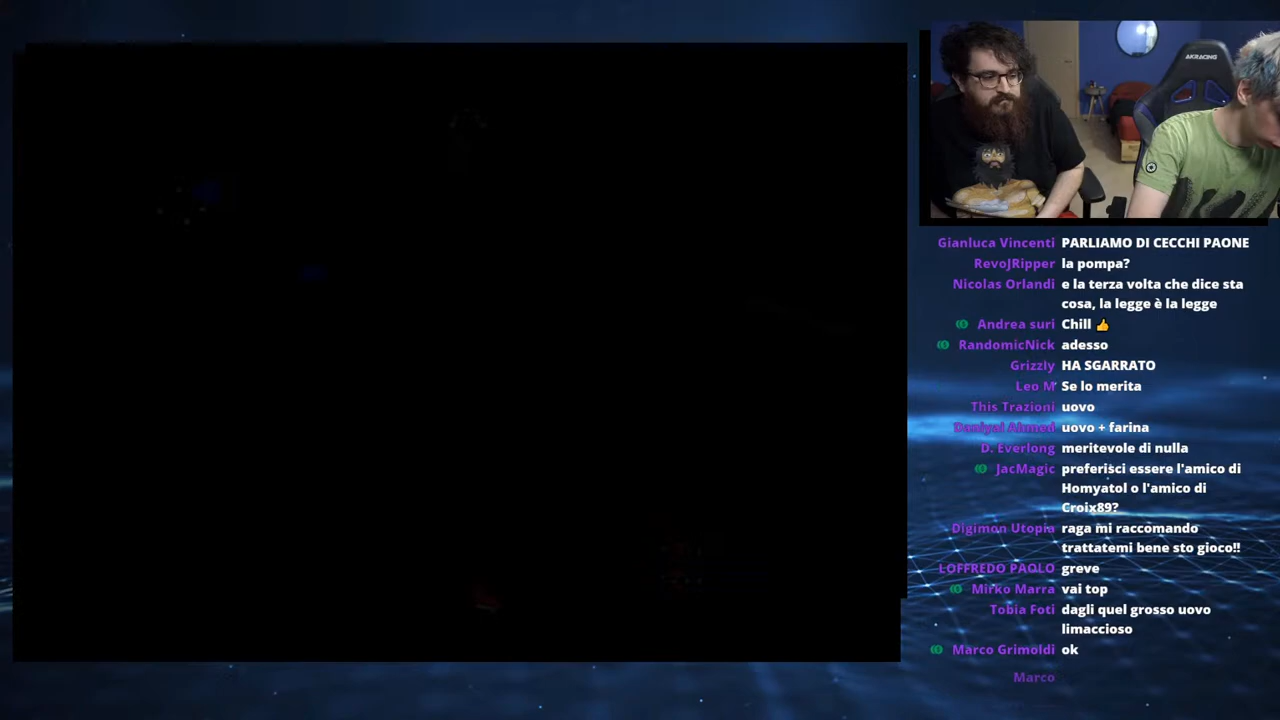 AKRACING
Gianluca Vincenti PARLIAMO DI CECCHI PAONE
RevoJRipper la pompa?
Nicolas Orlandi e la terza volta che dice sta
cosa, la legge è la legge
Andrea suri Chill 👍
RandomicNick adesso
Grizzly HA SGARRATO
Leo M Se lo merita
This Trazioni uovo
Daniyal Ahmed uovo + farina
D. Everlong meritevole di nulla
JacMagic preferisci essere l'amico di
Homyatol o l'amico di
Croix89?
Digimon Utopia raga mi raccomando
trattatemi bene sto gioco!!
LOFFREDO PAOLO greve
Mirko Marra vai top
Tobia Foti dagli quel grosso uovo
limaccioso
Marco Grimoldi ok
Marco